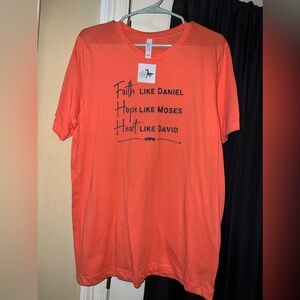 Faith LIKE DANIEL
Hope LIKE MOSES
Heart LIKE DAVID